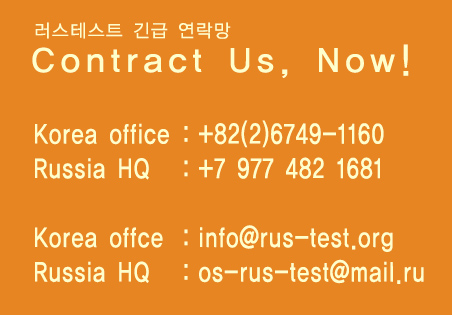 러스테스트 긴급 연락망
Contract Us, Now!
Korea office : +82(2)6749-1160
Russia HQ : +7 977 482 1681
Korea offce : info@rus-test.org
Russia HQ : os-rus-test@mail.ru